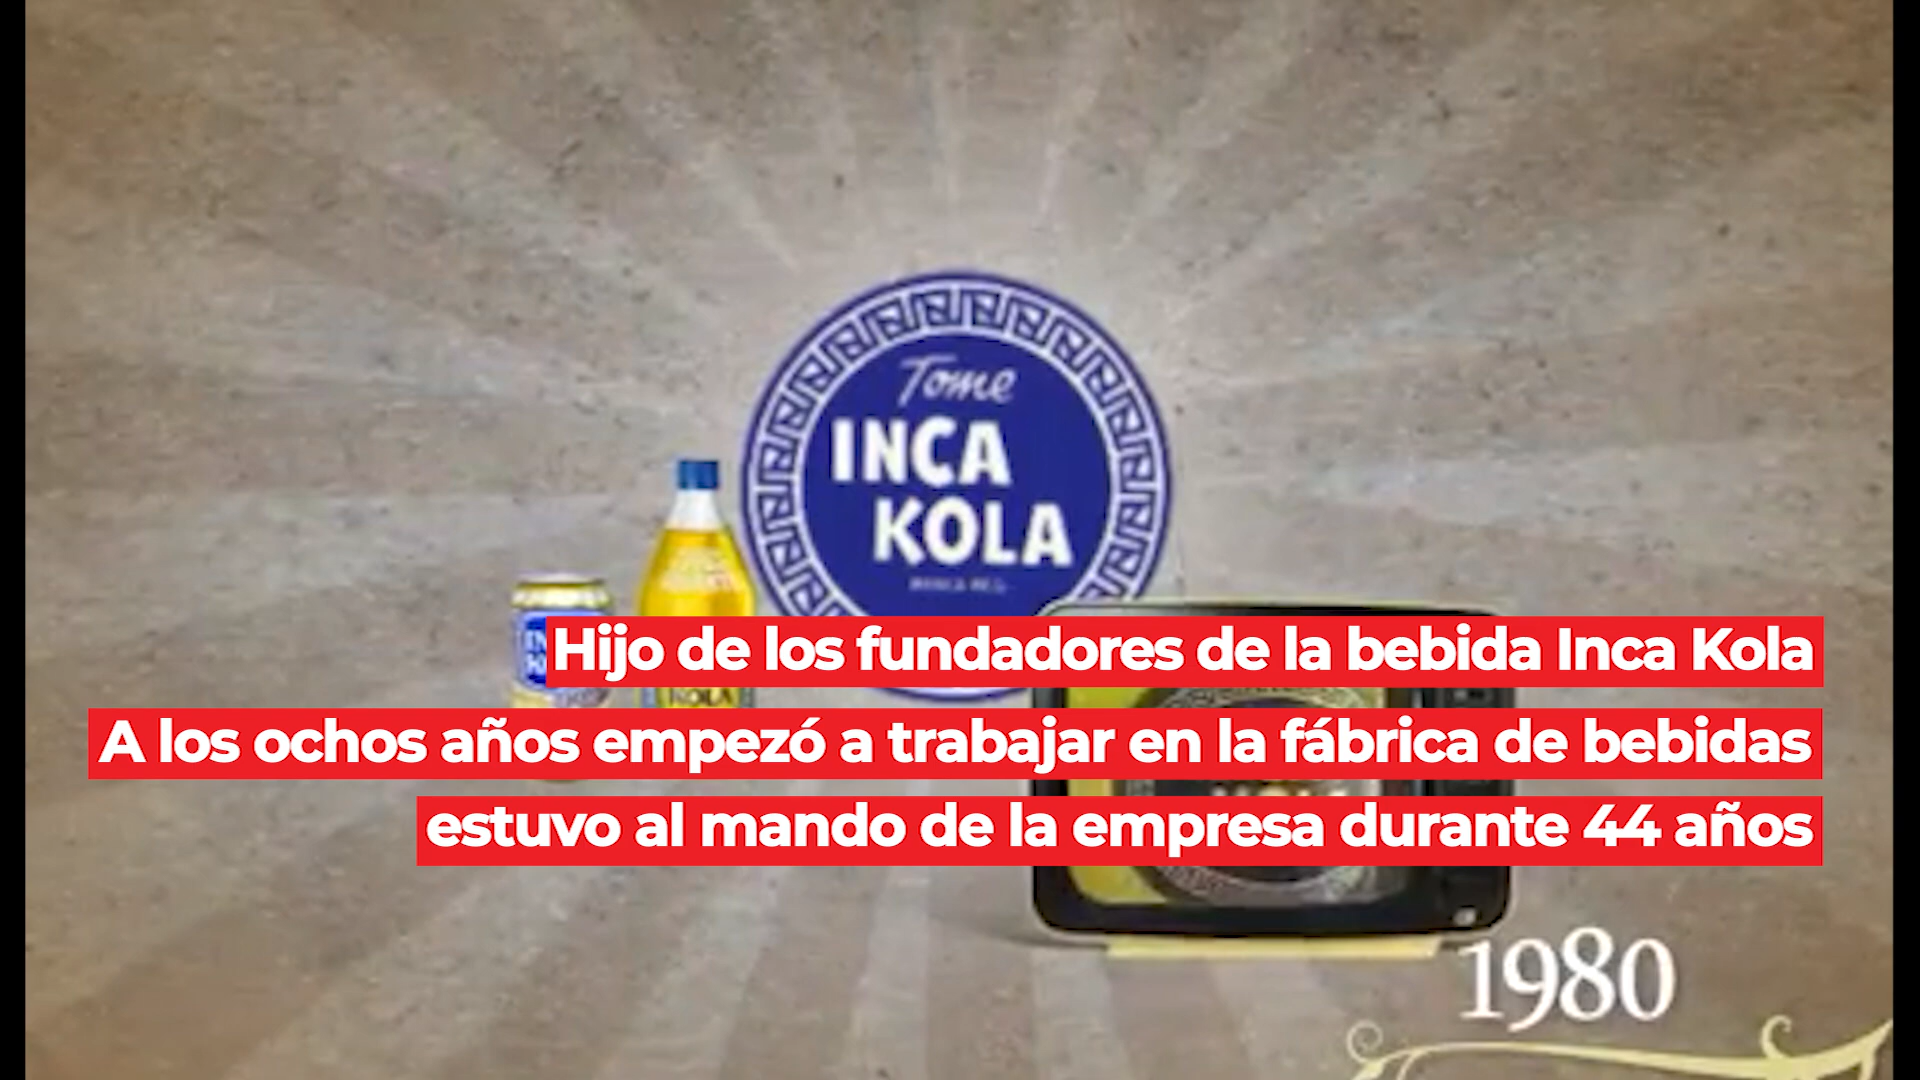 Tome
INCA
KOLA
Hijo de los fundadores de la bebida Inca Kola
A los ochos años empezó a trabajar en la fábrica de bebidas
estuvo al mando de la empresa durante 44 años
KOLA
1980